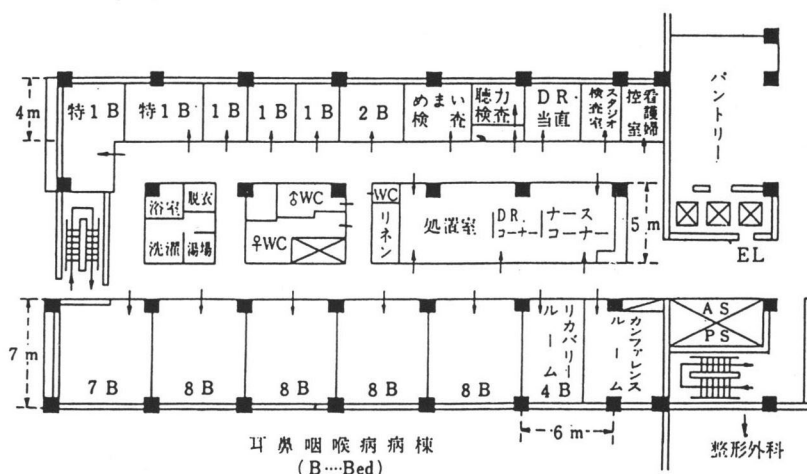 4m
特1B
特1B
1B
1B
1B
2B
めまい
検査
聴力
検査
DR.
当直
スタジオ
検査室
看護婦
控室
パントリー
浴室
脱衣
洗濯
湯場
♂WC
♀WC
WC
リネン
処置室
DR.
コーナー
ナース
コーナー
5m
EL
7m
7B
8B
8B
8B
8B
リカバリー
ルーム
4B
カンファレンス
ルーム
AS
PS
6m
耳鼻咽喉病病棟
(B…Bed)
整形外科